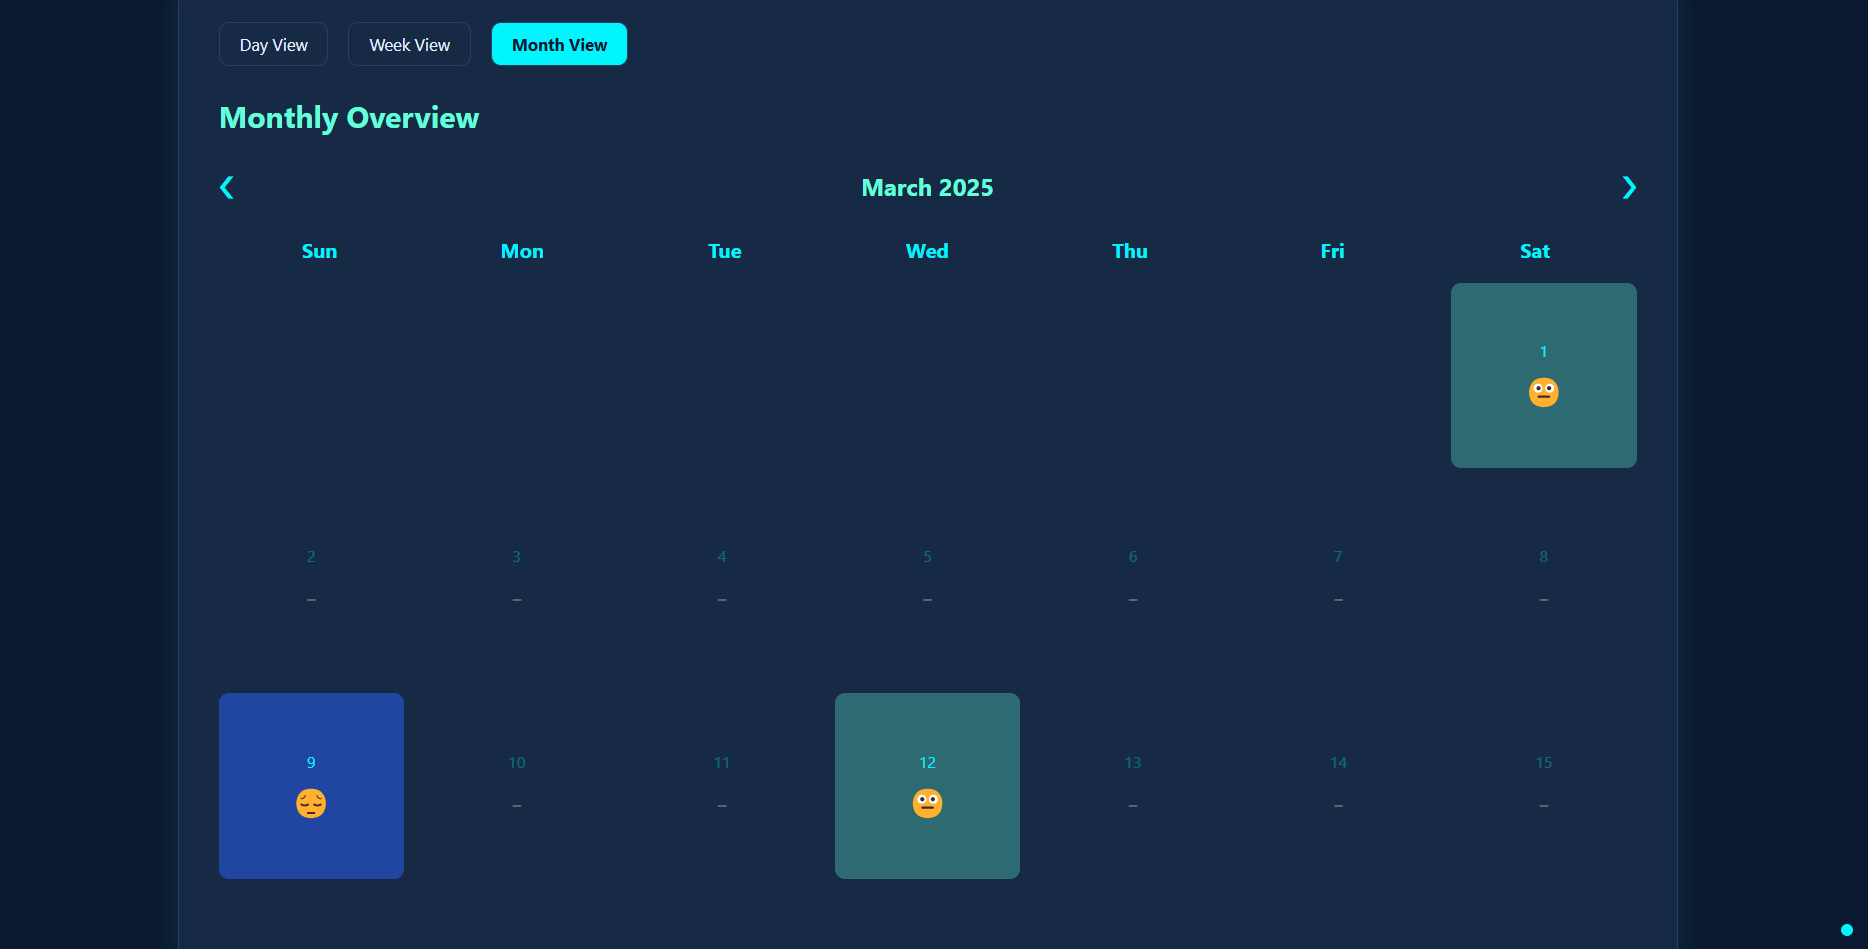 Day View Week View Month View
Monthly Overview
❮ March 2025 ❯
Sun Mon Tue Wed Thu Fri Sat
1
😳
2 3 4 5 6 7 8
– – – – – – –
9 10 11 12 13 14 15
😔 – – 😳 – – –